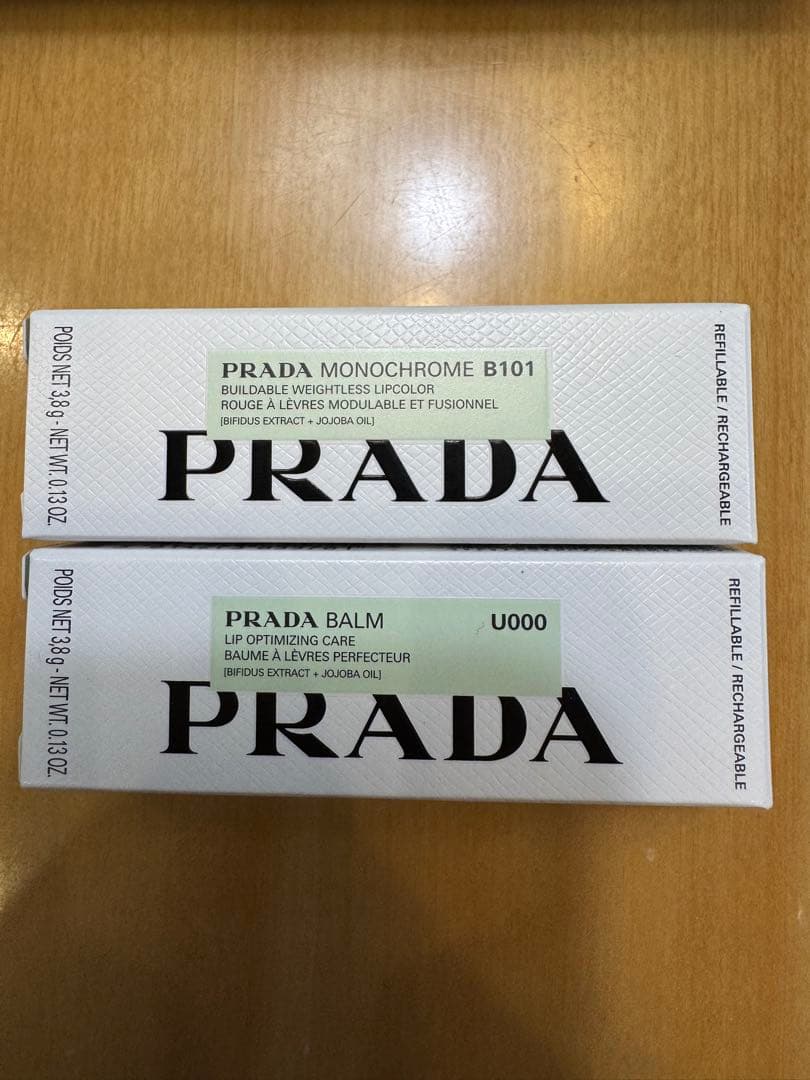 POIDS NET 3,8 g - NET WT. 0.13 OZ.
PRADA MONOCHROME B101
BUILDABLE WEIGHTLESS LIPCOLOR
ROUGE À LÈVRES MODULABLE ET FUSIONNEL
[BIFIDUS EXTRACT + JOJOBA OIL]
PRADA
REFILLABLE / RECHARGEABLE
POIDS NET 3,8 g - NET WT. 0.13 OZ.
PRADA BALM U000
LIP OPTIMIZING CARE
BAUME À LÈVRES PERFECTEUR
[BIFIDUS EXTRACT + JOJOBA OIL]
PRADA
REFILLABLE / RECHARGEABLE